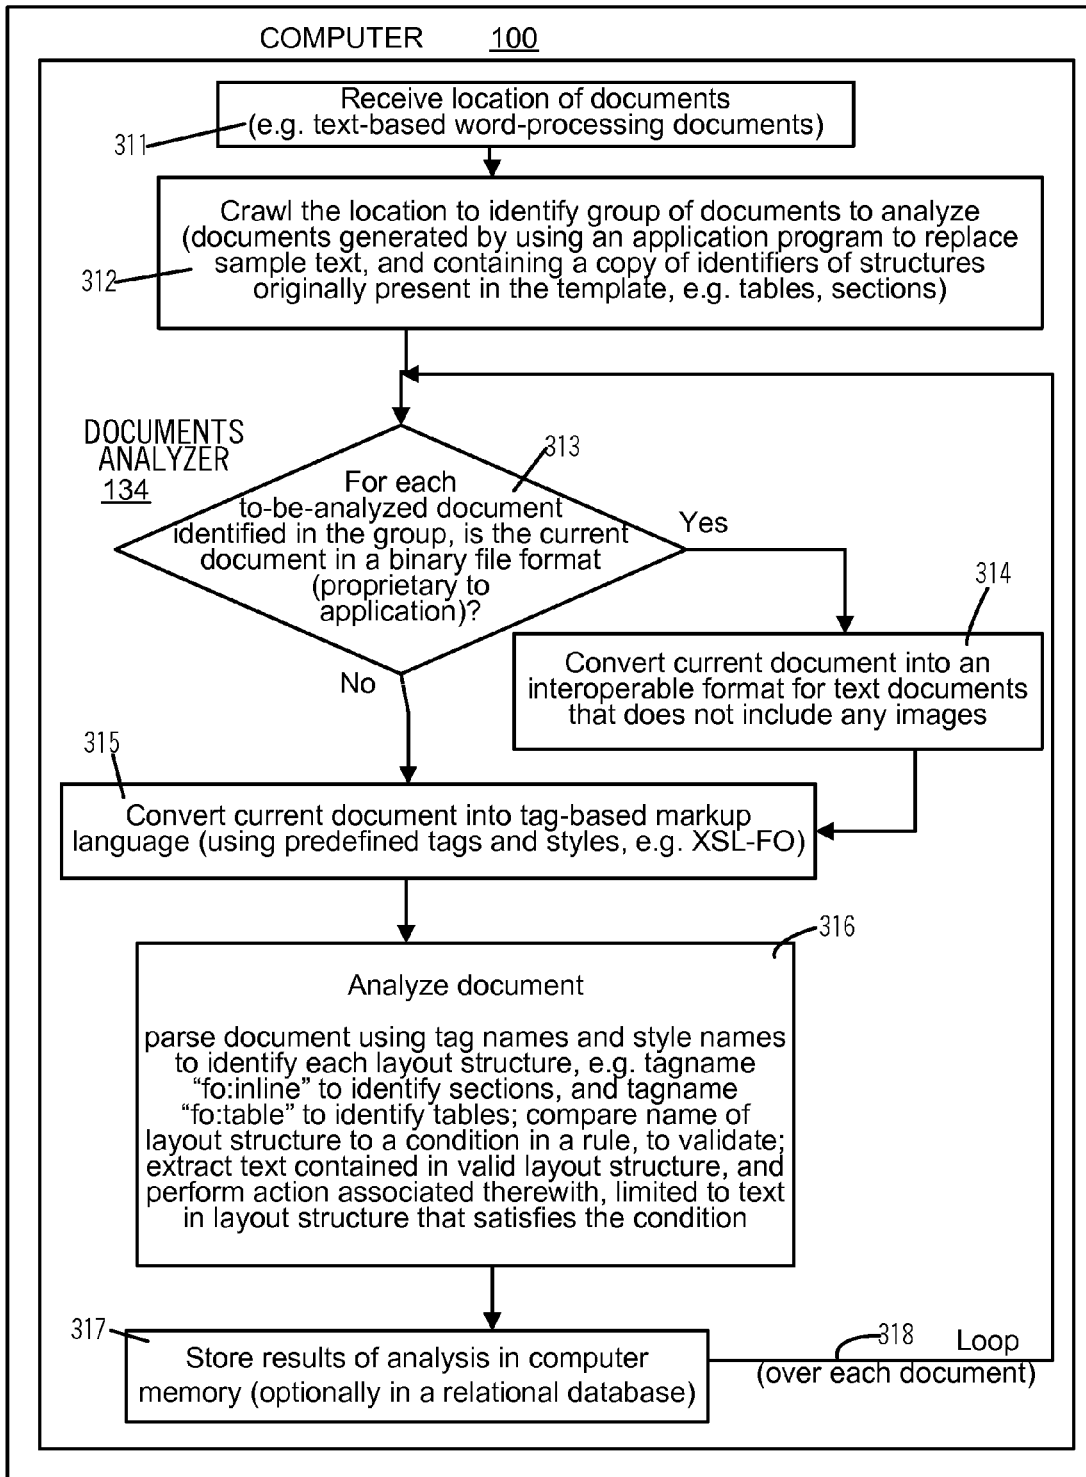 COMPUTER 100
Receive location of documents
(e.g. text-based word-processing documents)
311
Crawl the location to identify group of documents to analyze
(documents generated by using an application program to replace
sample text, and containing a copy of identifiers of structures
originally present in the template, e.g. tables, sections)
312
DOCUMENTS
ANALYZER
134
313
For each
to-be-analyzed document
identified in the group, is the current
document in a binary file format
(proprietary to
application)?
Yes
No
314
Convert current document into an
interoperable format for text documents
that does not include any images
315
Convert current document into tag-based markup
language (using predefined tags and styles, e.g. XSL-FO)
316
Analyze document
parse document using tag names and style names
to identify each layout structure, e.g. tagname
“fo:inline” to identify sections, and tagname
“fo:table” to identify tables; compare name of
layout structure to a condition in a rule, to validate;
extract text contained in valid layout structure, and
perform action associated therewith, limited to text
in layout structure that satisfies the condition
317
Store results of analysis in computer
memory (optionally in a relational database)
318
Loop
(over each document)